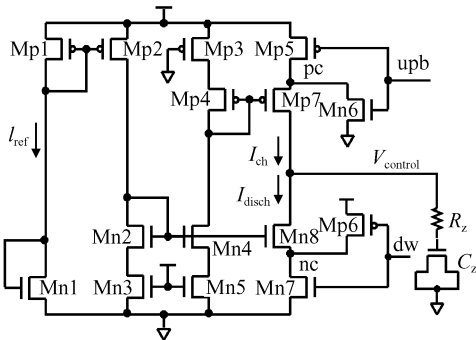 Mp1
Mp2
Mp3
Mp5
upb
pc
Mp4
Mp7
Mn6
lref
Ich
Vcontrol
Idisch
Mp6
Rz
Mn2
Mn4
Mn8
dw
nc
Cz
Mn1
Mn3
Mn5
Mn7